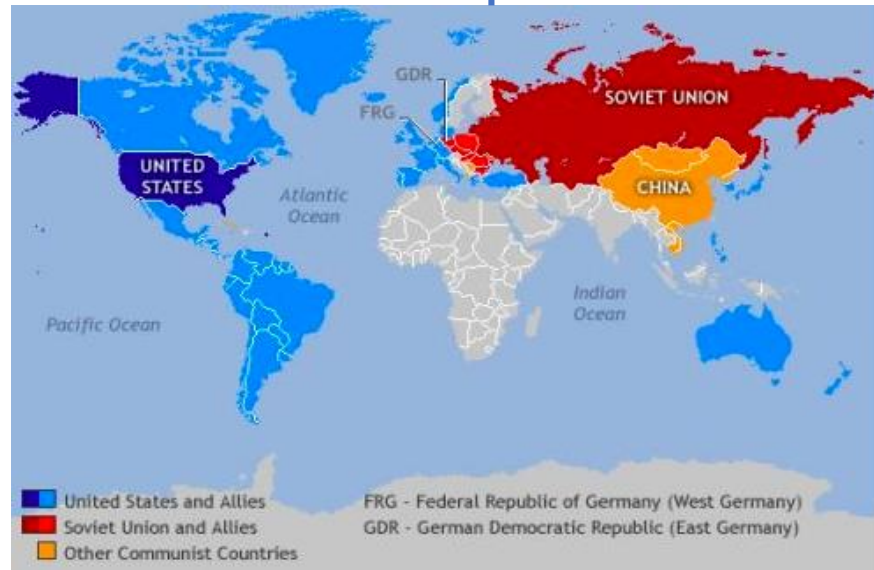 GDR
FRG
SOVIET UNION
UNITED
STATES
CHINA
Atlantic
Ocean
Indian
Ocean
Pacific Ocean
United States and Allies
Soviet Union and Allies
Other Communist Countries
FRG - Federal Republic of Germany (West Germany)
GDR - German Democratic Republic (East Germany)